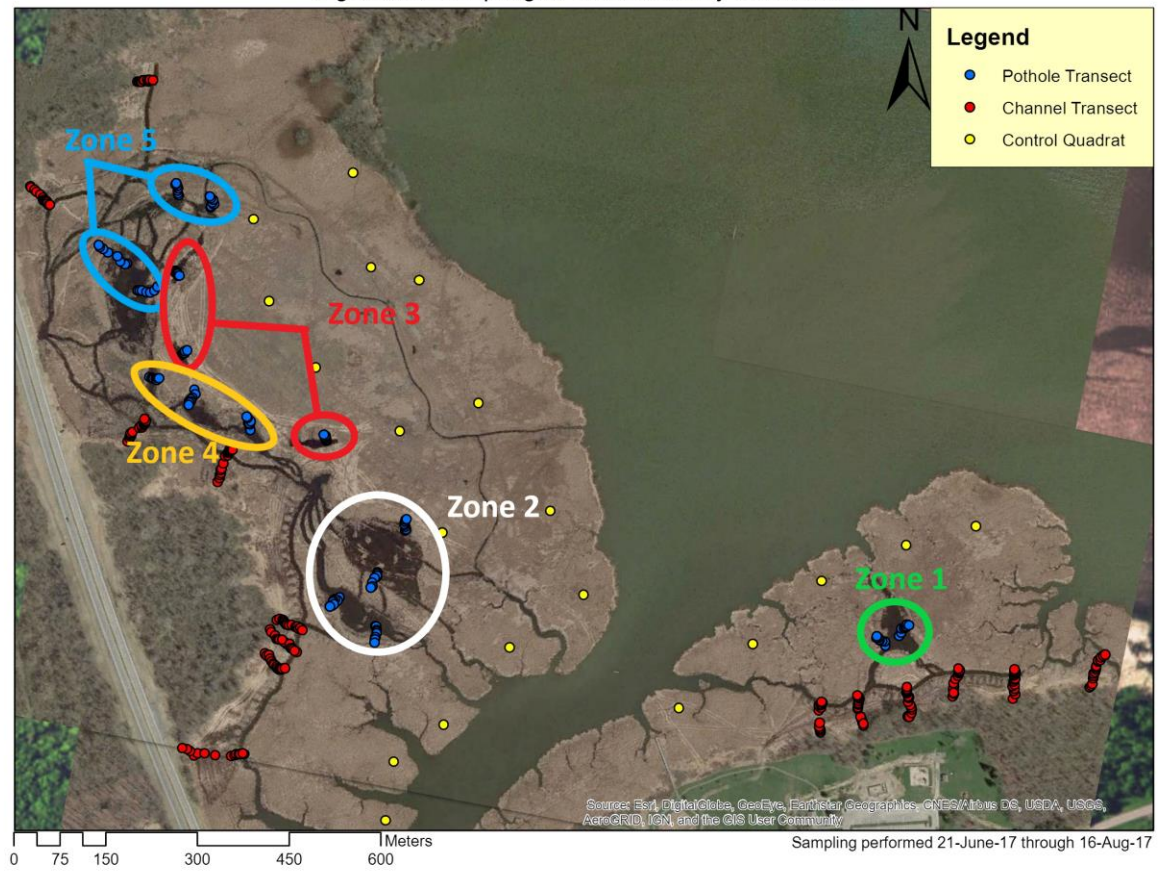 N
Legend
Pothole Transect
Channel Transect
Control Quadrat
Zone 5
Zone 3
Zone 4
Zone 2
Zone 1
Source: Esri, DigitalGlobe, GeoEye, Earthstar Geographics, CNES/Airbus DS, USDA, USGS,
AeroGRID, IGN, and the GIS User Community
Meters
0 75 150 300 450 600
Sampling performed 21-June-17 through 16-Aug-17